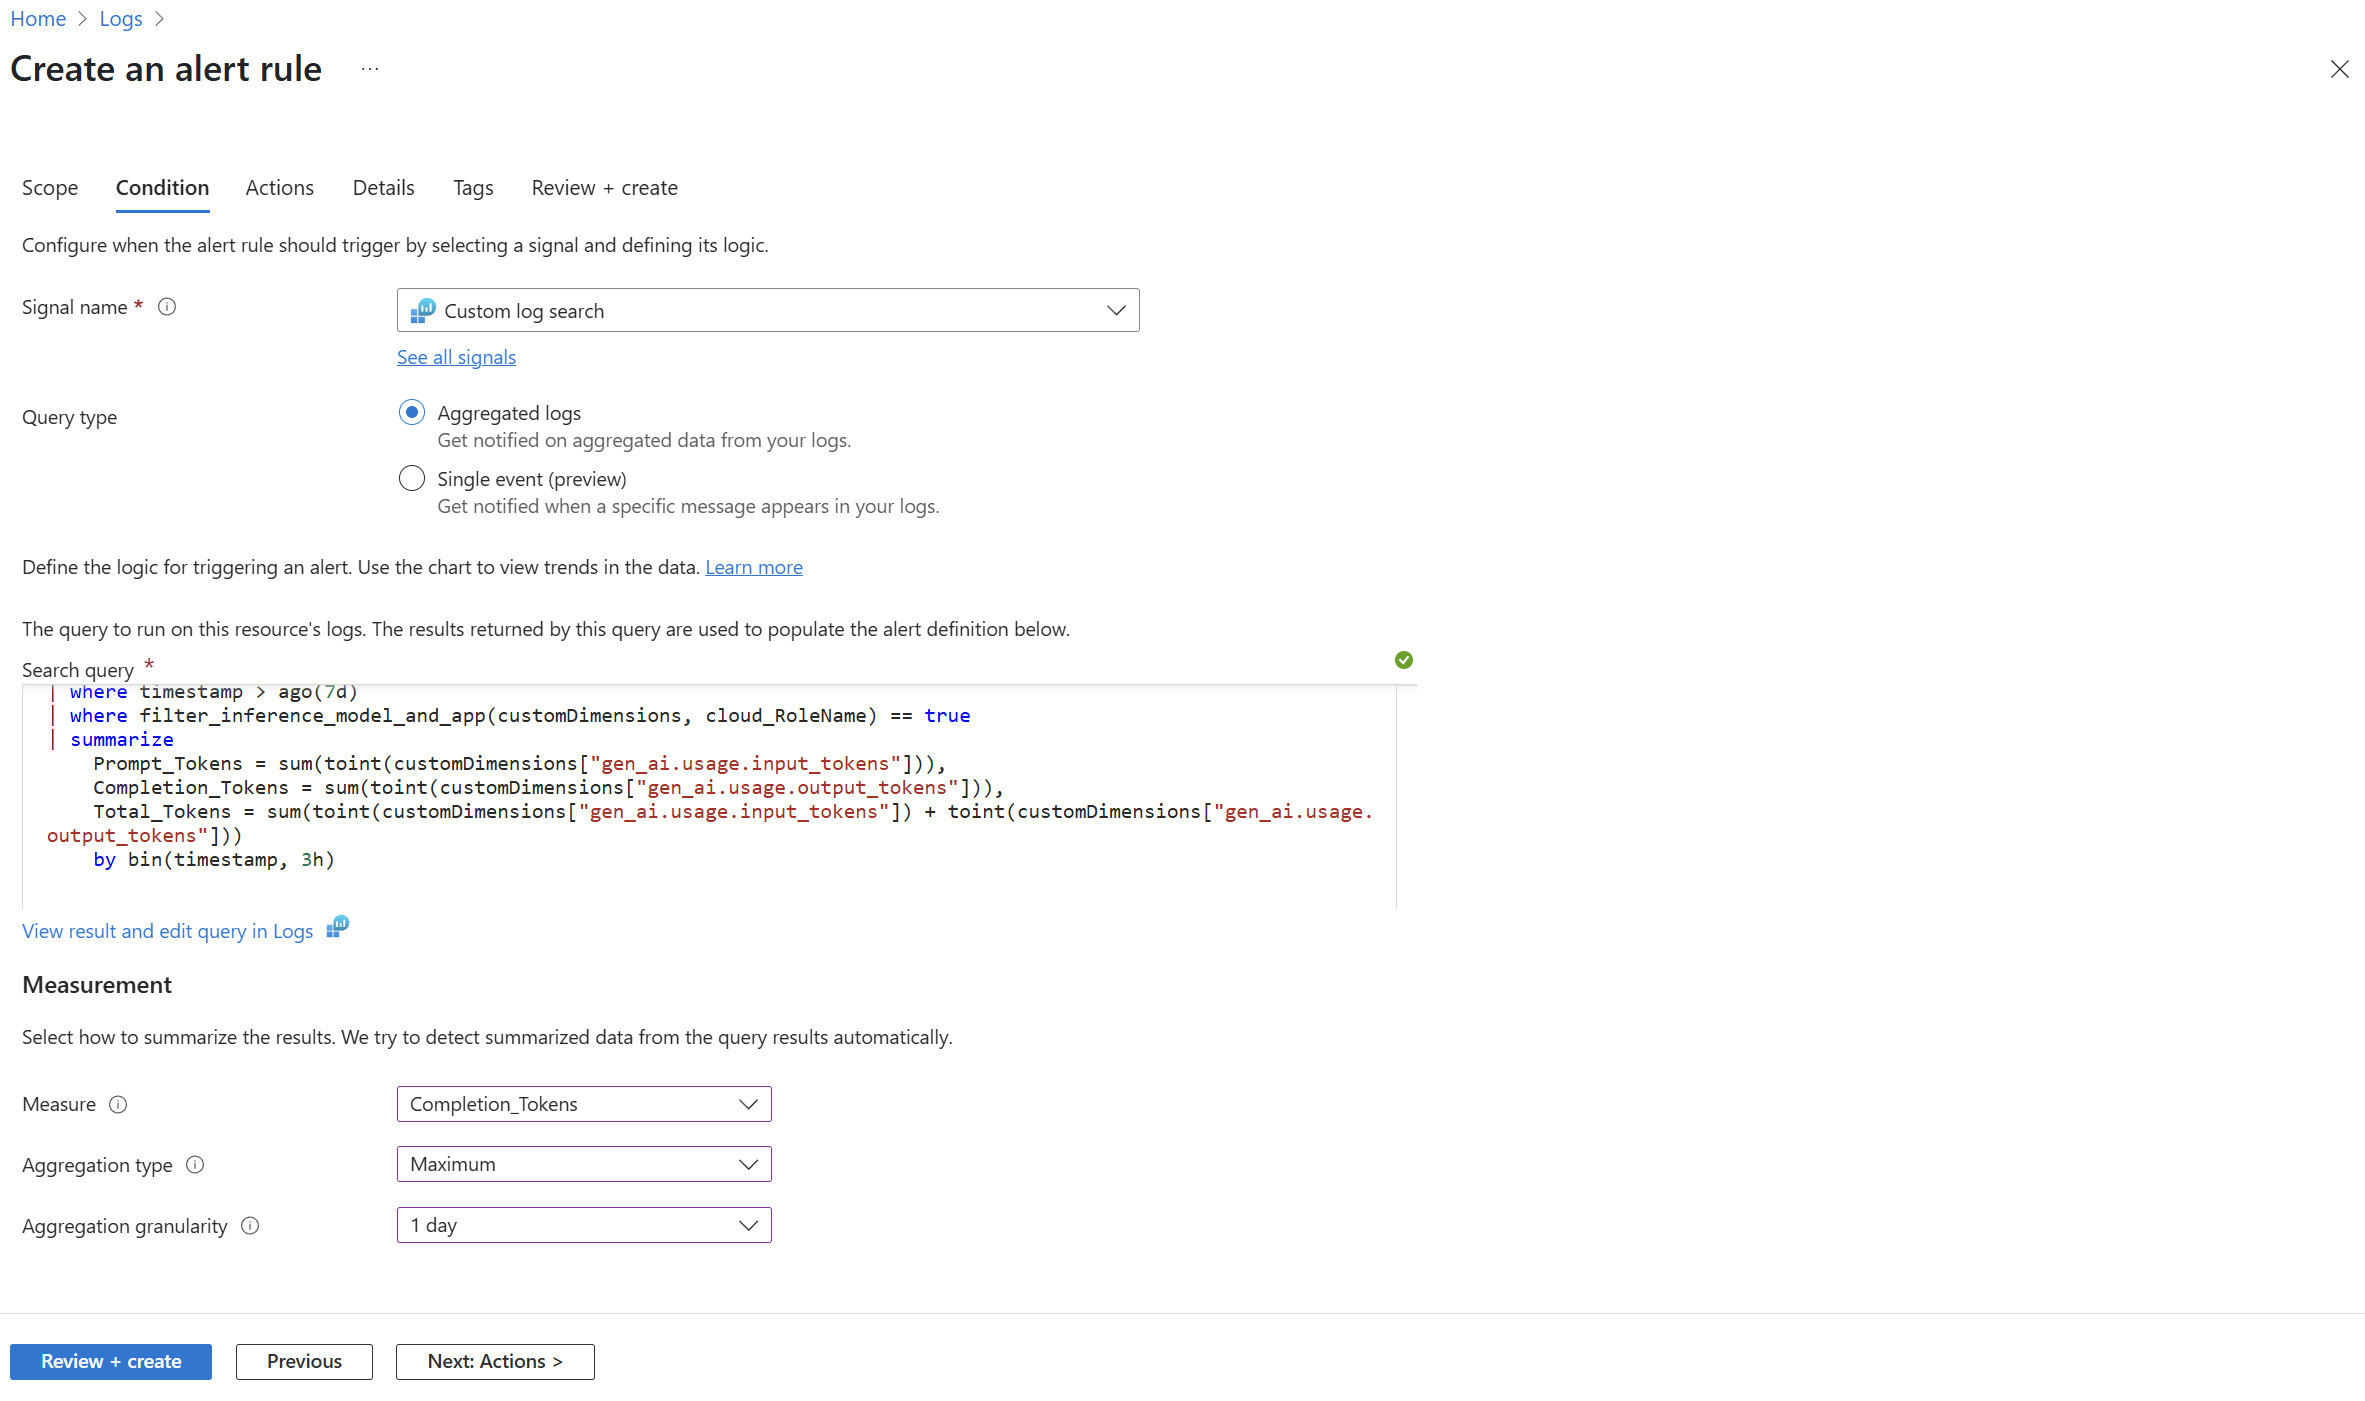 Home > Logs >
Create an alert rule ...
Scope Condition Actions Details Tags Review + create
Configure when the alert rule should trigger by selecting a signal and defining its logic.
Signal name *
Custom log search
See all signals
Query type
Aggregated logs
Get notified on aggregated data from your logs.
Single event (preview)
Get notified when a specific message appears in your logs.
Define the logic for triggering an alert. Use the chart to view trends in the data. Learn more
The query to run on this resource's logs. The results returned by this query are used to populate the alert definition below.
Search query *
| where timestamp > ago(7d)
| where filter_inference_model_and_app(customDimensions, cloud_RoleName) == true
| summarize
Prompt_Tokens = sum(toint(customDimensions["gen_ai.usage.input_tokens"])),
Completion_Tokens = sum(toint(customDimensions["gen_ai.usage.output_tokens"])),
Total_Tokens = sum(toint(customDimensions["gen_ai.usage.input_tokens"]) + toint(customDimensions["gen_ai.usage.
output_tokens"]))
by bin(timestamp, 3h)
View result and edit query in Logs
Measurement
Select how to summarize the results. We try to detect summarized data from the query results automatically.
Measure
Completion_Tokens
Aggregation type
Maximum
Aggregation granularity
1 day
Review + create
Previous
Next: Actions >